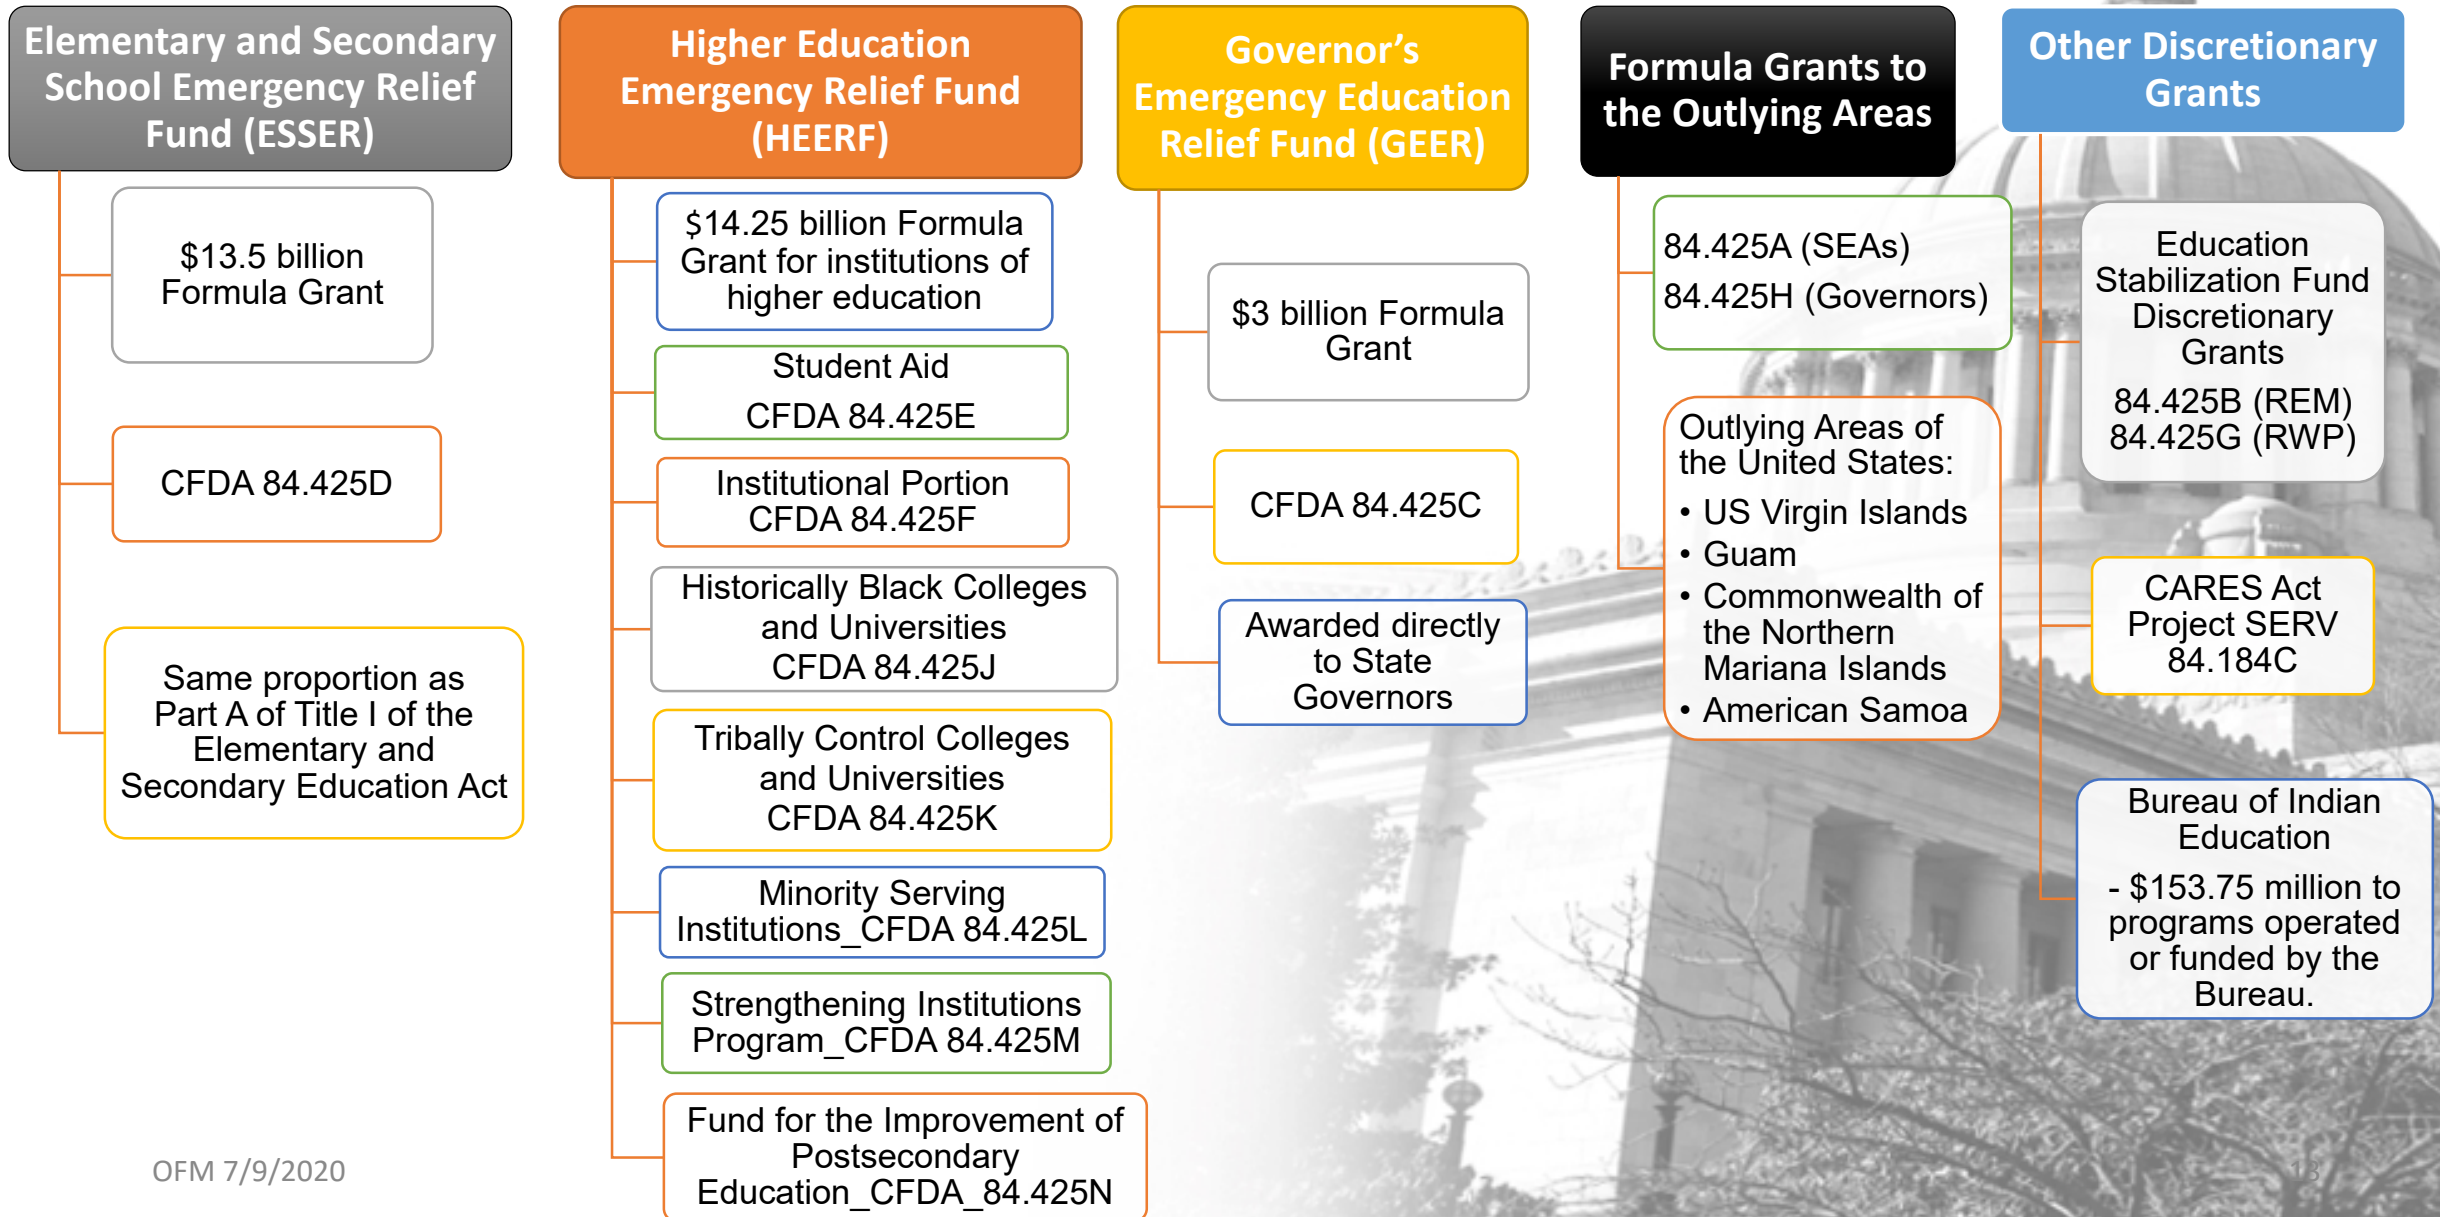 Elementary and Secondary
School Emergency Relief
Fund (ESSER)
$13.5 billion
Formula Grant
CFDA 84.425D
Same proportion as
Part A of Title I of the
Elementary and
Secondary Education Act
Higher Education
Emergency Relief Fund
(HEERF)
$14.25 billion Formula
Grant for institutions of
higher education
Student Aid
CFDA 84.425E
Institutional Portion
CFDA 84.425F
Historically Black Colleges
and Universities
CFDA 84.425J
Tribally Control Colleges
and Universities
CFDA 84.425K
Minority Serving
Institutions_CFDA 84.425L
Strengthening Institutions
Program_CFDA 84.425M
Fund for the Improvement of
Postsecondary
Education_CFDA_84.425N
Governor’s
Emergency Education
Relief Fund (GEER)
$3 billion Formula
Grant
CFDA 84.425C
Awarded directly
to State
Governors
Formula Grants to
the Outlying Areas
84.425A (SEAs)
84.425H (Governors)
Outlying Areas of
the United States:
• US Virgin Islands
• Guam
• Commonwealth of
the Northern
Mariana Islands
• American Samoa
Other Discretionary
Grants
Education
Stabilization Fund
Discretionary
Grants
84.425B (REM)
84.425G (RWP)
CARES Act
Project SERV
84.184C
Bureau of Indian
Education
- $153.75 million to
programs operated
or funded by the
Bureau.
OFM 7/9/2020
13